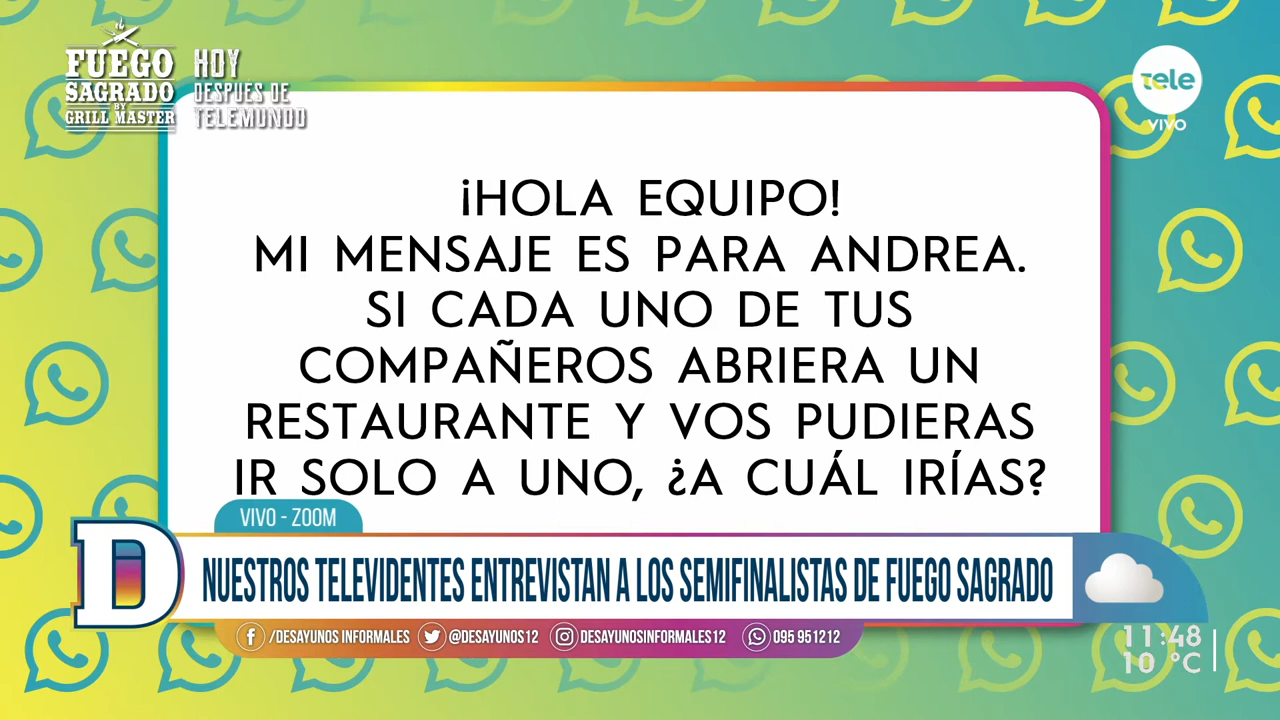 FUEGO
SAGRADO
BY
GRILL MASTER
HOY
DESPUÉS DE
TELEMUNDO
tele
VIVO
¡HOLA EQUIPO!
MI MENSAJE ES PARA ANDREA.
SI CADA UNO DE TUS
COMPAÑEROS ABRIERA UN
RESTAURANTE Y VOS PUDIERAS
IR SOLO A UNO, ¿A CUÁL IRÍAS?
VIVO - ZOOM
D
NUESTROS TELEVIDENTES ENTREVISTAN A LOS SEMIFINALISTAS DE FUEGO SAGRADO
/DESAYUNOS INFORMALES @DESAYUNOS12 DESAYUNOSINFORMALES12 095 951212
11:48
10 °C